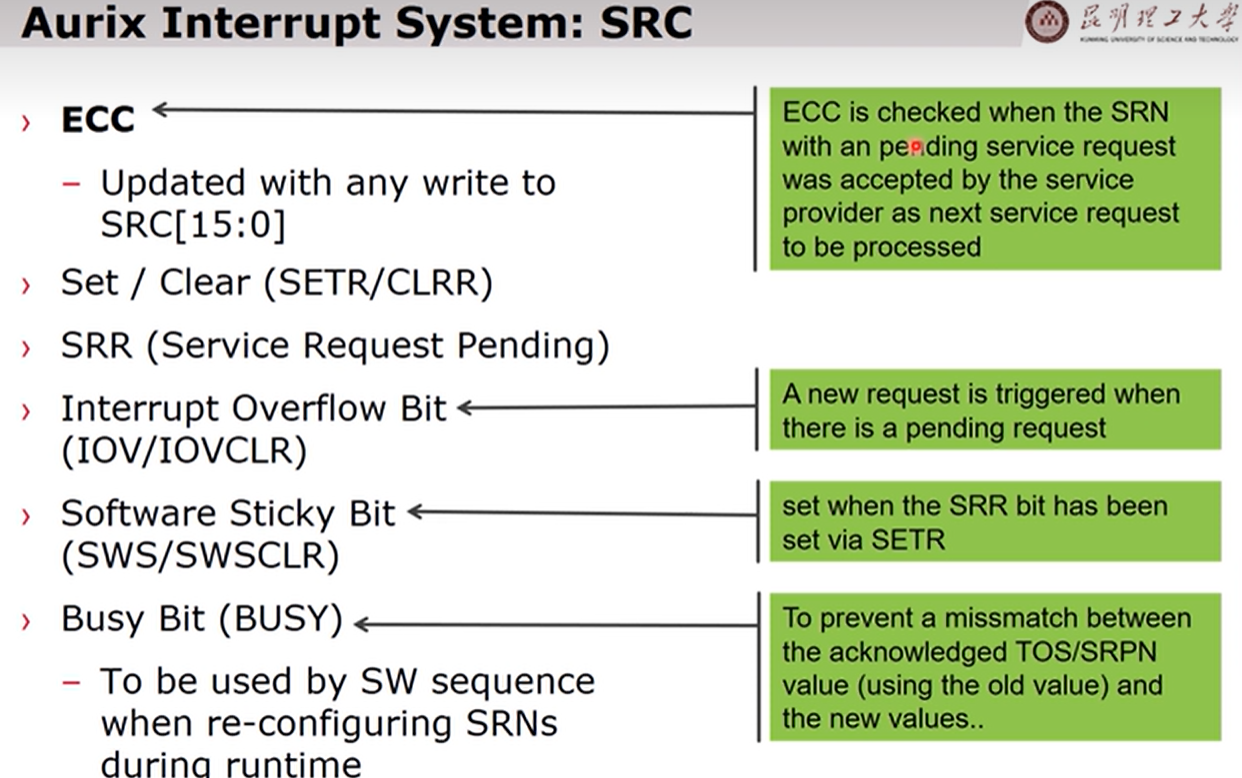 Aurix Interrupt System: SRC
昆明理工大學
KUNMING UNIVERSITY OF SCIENCE AND TECHNOLOGY
› ECC
– Updated with any write to
SRC[15:0]
ECC is checked when the SRN
with an pending service request
was accepted by the service
provider as next service request
to be processed
› Set / Clear (SETR/CLRR)
› SRR (Service Request Pending)
› Interrupt Overflow Bit
(IOV/IOVCLR)
A new request is triggered when
there is a pending request
› Software Sticky Bit
(SWS/SWSCLR)
set when the SRR bit has been
set via SETR
› Busy Bit (BUSY)
– To be used by SW sequence
when re-configuring SRNs
during runtime
To prevent a missmatch between
the acknowledged TOS/SRPN
value (using the old value) and
the new values..